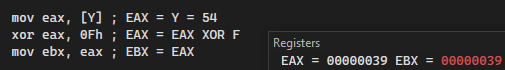 mov eax, [Y] ; EAX = Y = 54
xor eax, 0Fh ; EAX = EAX XOR F
mov ebx, eax ; EBX = EAX
Registers
EAX = 00000039 EBX = 00000039